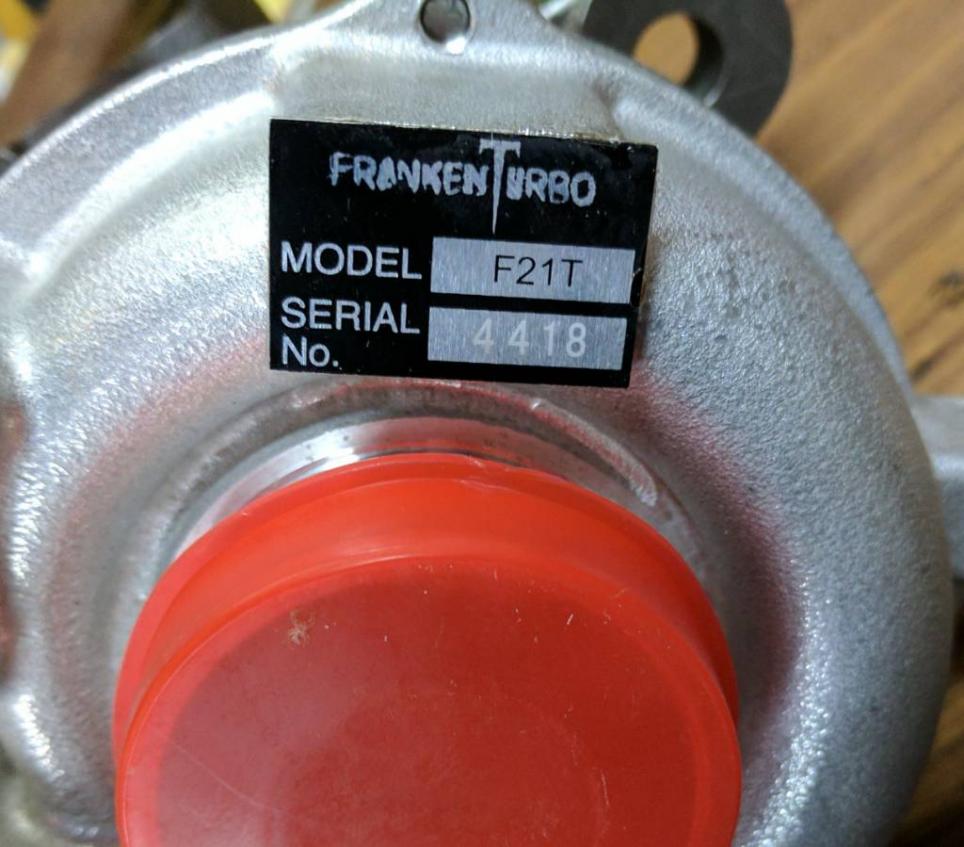 FRANKENTURBO
MODEL F21T
SERIAL
No. 4418